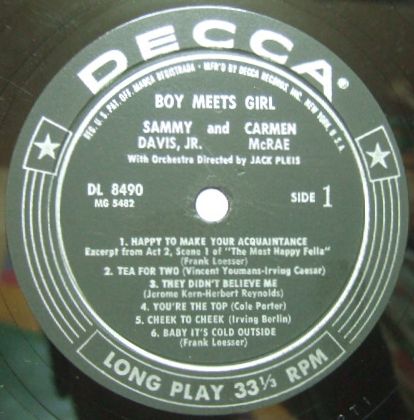 DECCA®
REG. U. S. PAT. OFF. MARCA REGISTRADA • MFR'D BY DECCA RECORDS INC. NEW YORK, U.S.A.
BOY MEETS GIRL
SAMMY and CARMEN
DAVIS, JR. McRAE
With Orchestra Directed by JACK PLEIS
DL 8490
MG 5482
SIDE 1
1. HAPPY TO MAKE YOUR ACQUAINTANCE
Excerpt from Act 2, Scene 1 of "The Most Happy Fella"
(Frank Loesser)
2. TEA FOR TWO (Vincent Youmans-Irving Caesar)
3. THEY DIDN'T BELIEVE ME
(Jerome Kern-Herbert Reynolds)
4. YOU'RE THE TOP (Cole Porter)
5. CHEEK TO CHEEK (Irving Berlin)
6. BABY IT'S COLD OUTSIDE
(Frank Loesser)
LONG PLAY 33⅓ RPM